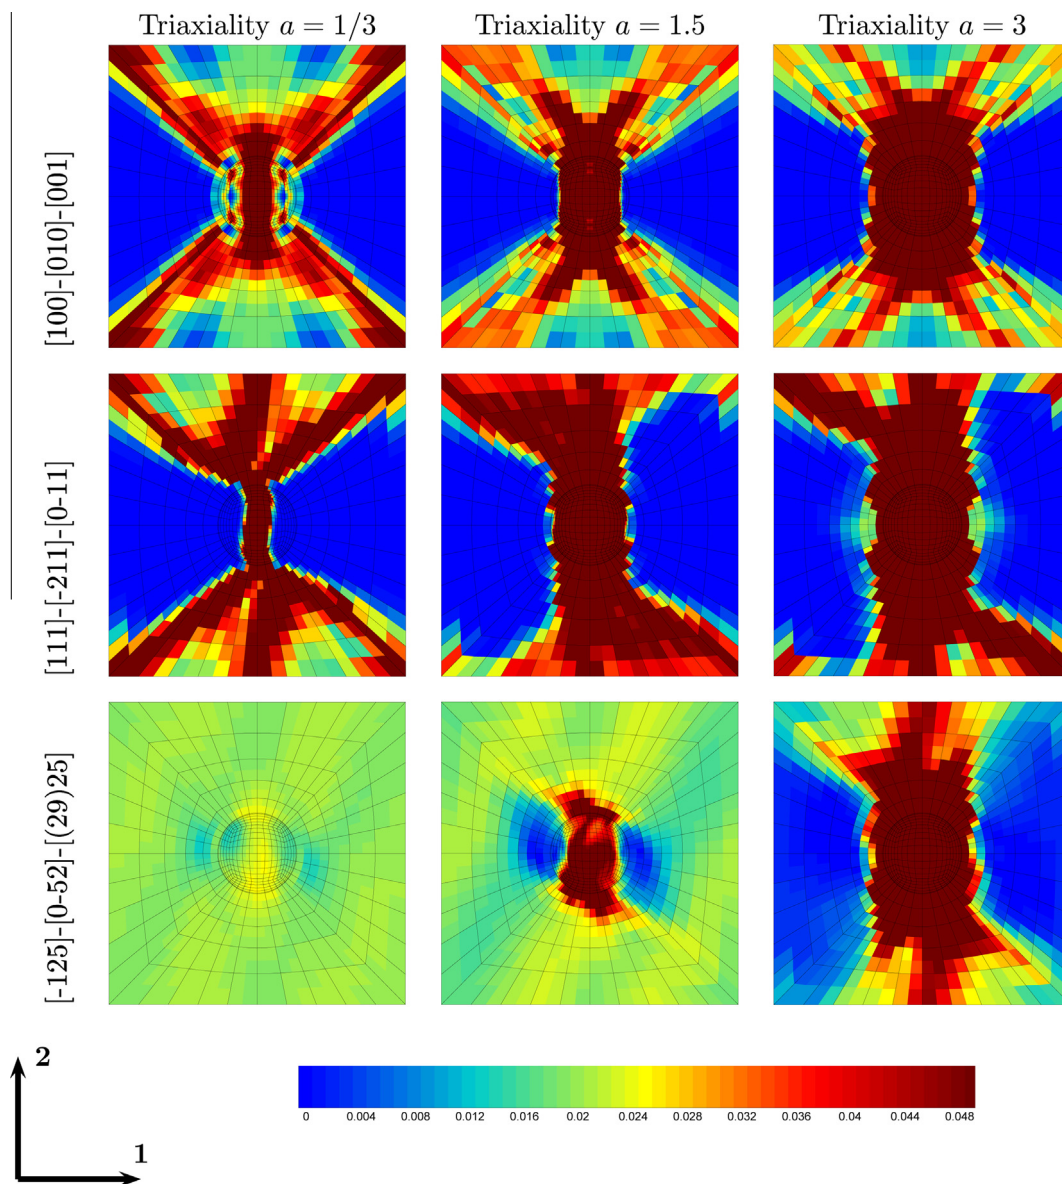 Triaxiality a = 1/3 Triaxiality a = 1.5 Triaxiality a = 3
[100]-[010]-[001]
[111]-[-211]-[0-11]
[-125]-[0-52]-[(29)25]
2
1
0 0.004 0.008 0.012 0.016 0.02 0.024 0.028 0.032 0.036 0.04 0.044 0.048